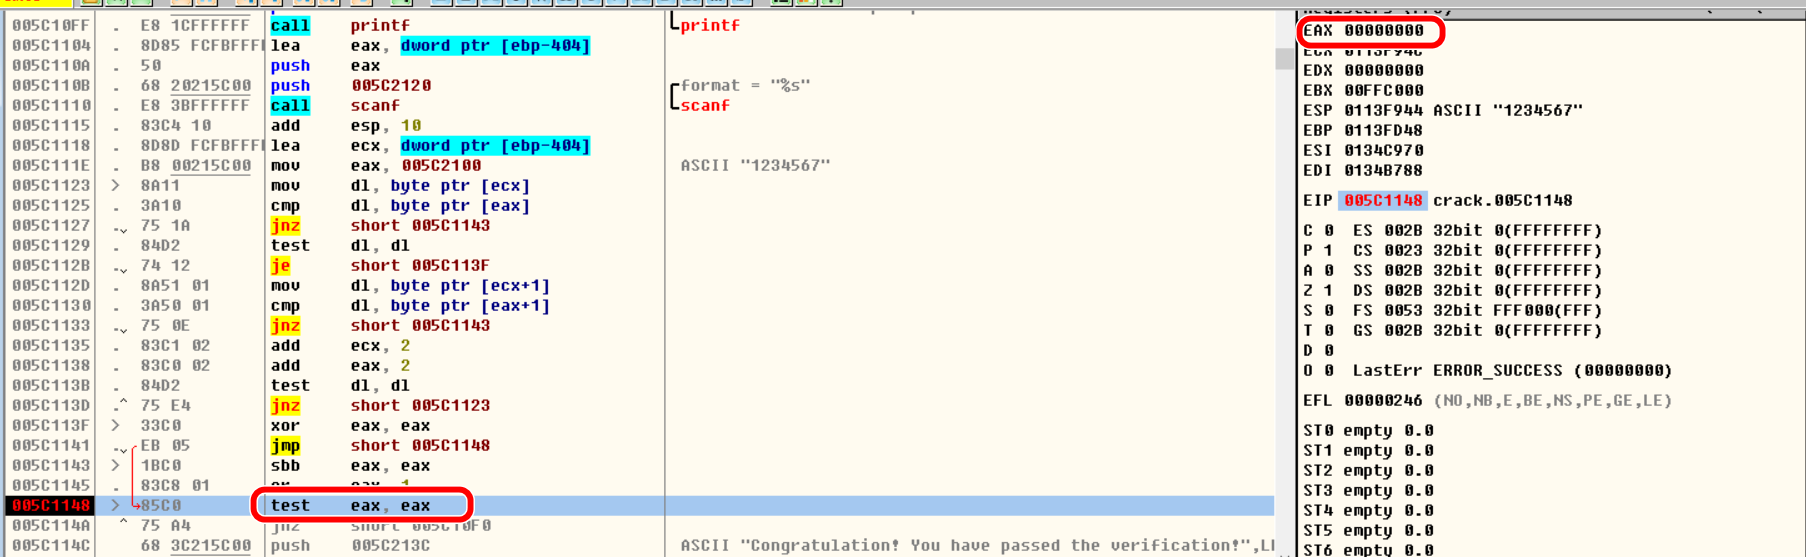 005C10FF . E8 1CFFFFFF call printf printf
005C1104 . 8D85 FCFBFFFF lea eax, dword ptr [ebp-404]
005C110A . 50 push eax
005C110B . 68 20215C00 push 005C2120 format = "%s"
005C1110 . E8 3BFFFFFF call scanf scanf
005C1115 . 83C4 10 add esp, 10
005C1118 . 8D8D FCFBFFFF lea ecx, dword ptr [ebp-404]
005C111E . B8 00215C00 mov eax, 005C2100 ASCII "1234567"
005C1123 > 8A11 mov dl, byte ptr [ecx]
005C1125 . 3A10 cmp dl, byte ptr [eax]
005C1127 .v 75 1A jnz short 005C1143
005C1129 . 84D2 test dl, dl
005C112B .v 74 12 je short 005C113F
005C112D . 8A51 01 mov dl, byte ptr [ecx+1]
005C1130 . 3A50 01 cmp dl, byte ptr [eax+1]
005C1133 .v 75 0E jnz short 005C1143
005C1135 . 83C1 02 add ecx, 2
005C1138 . 83C0 02 add eax, 2
005C113B . 84D2 test dl, dl
005C113D .^ 75 E4 jnz short 005C1123
005C113F > 33C0 xor eax, eax
005C1141 .v EB 05 jmp short 005C1148
005C1143 > 1BC0 sbb eax, eax
005C1145 . 83C8 01 or eax, 1
005C1148 > 85C0 test eax, eax
005C114A ^ 75 A4 jnz short 005C10F0
005C114C . 68 3C215C00 push 005C213C ASCII "Congratulation! You have passed the verification!",LF
Registers (FPU)
EAX 00000000
ECX 0113F94C
EDX 00000000
EBX 00FFC000
ESP 0113F944 ASCII "1234567"
EBP 0113FD48
ESI 0134C970
EDI 0134B788
EIP 005C1148 crack.005C1148
C 0 ES 002B 32bit 0(FFFFFFFF)
P 1 CS 0023 32bit 0(FFFFFFFF)
A 0 SS 002B 32bit 0(FFFFFFFF)
Z 1 DS 002B 32bit 0(FFFFFFFF)
S 0 FS 0053 32bit FFF000(FFF)
T 0 GS 002B 32bit 0(FFFFFFFF)
D 0
O 0 LastErr ERROR_SUCCESS (00000000)
EFL 00000246 (NO,NB,E,BE,NS,PE,GE,LE)
ST0 empty 0.0
ST1 empty 0.0
ST2 empty 0.0
ST3 empty 0.0
ST4 empty 0.0
ST5 empty 0.0
ST6 empty 0.0